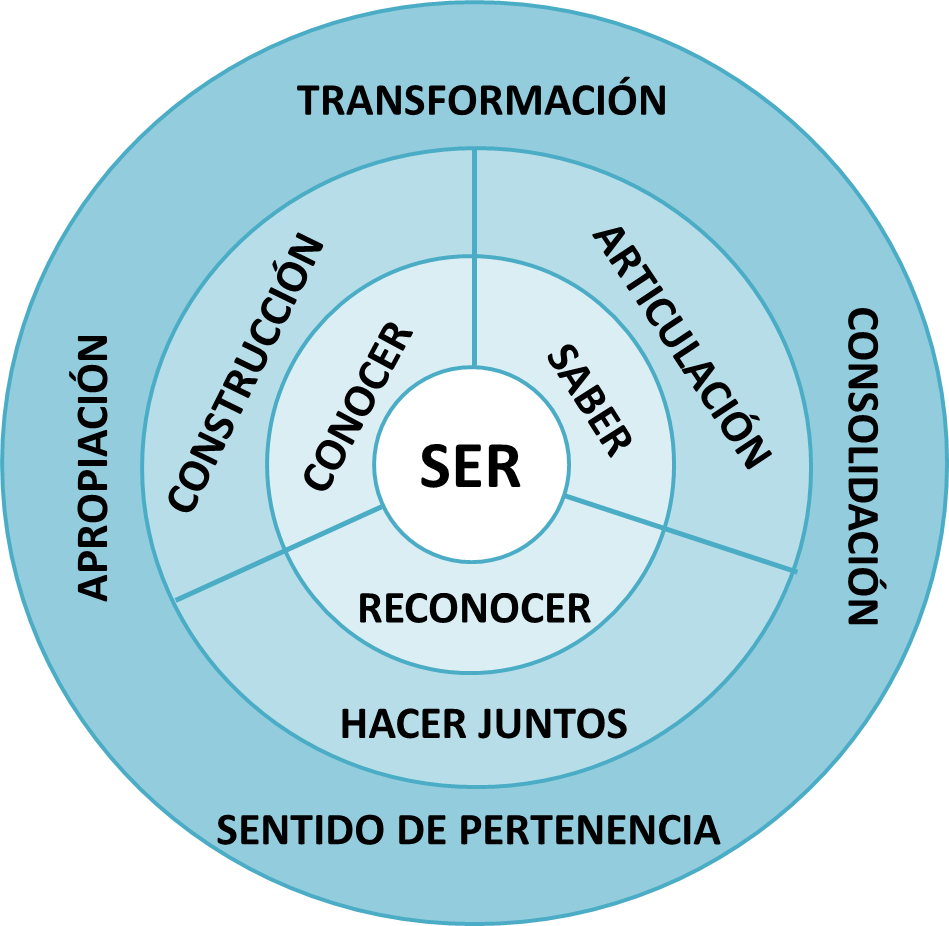 TRANSFORMACIÓN
CONSTRUCCIÓN
ARTICULACIÓN
CONOCER
SABER
APROPIACIÓN
SER
CONSOLIDACIÓN
RECONOCER
HACER JUNTOS
SENTIDO DE PERTENENCIA